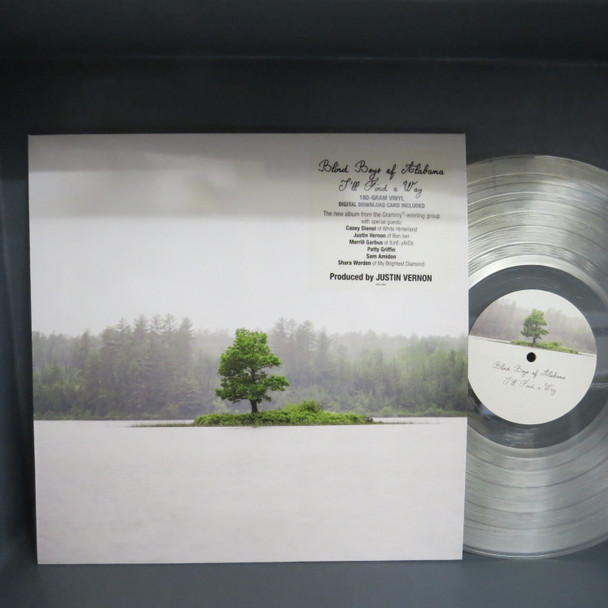 Blind Boys of Alabama
I'll Find a Way
180-GRAM VINYL
DIGITAL DOWNLOAD CARD INCLUDED
The new album from the Grammy®-winning group
with special guests:
Casey Dienel of White Hinterland
Justin Vernon of Bon Iver
Merrill Garbus of tUnE-yArDs
Patty Griffin
Sam Amidon
Shara Worden of My Brightest Diamond
Produced by JUSTIN VERNON
Blind Boys of Alabama
I'll Find a Way